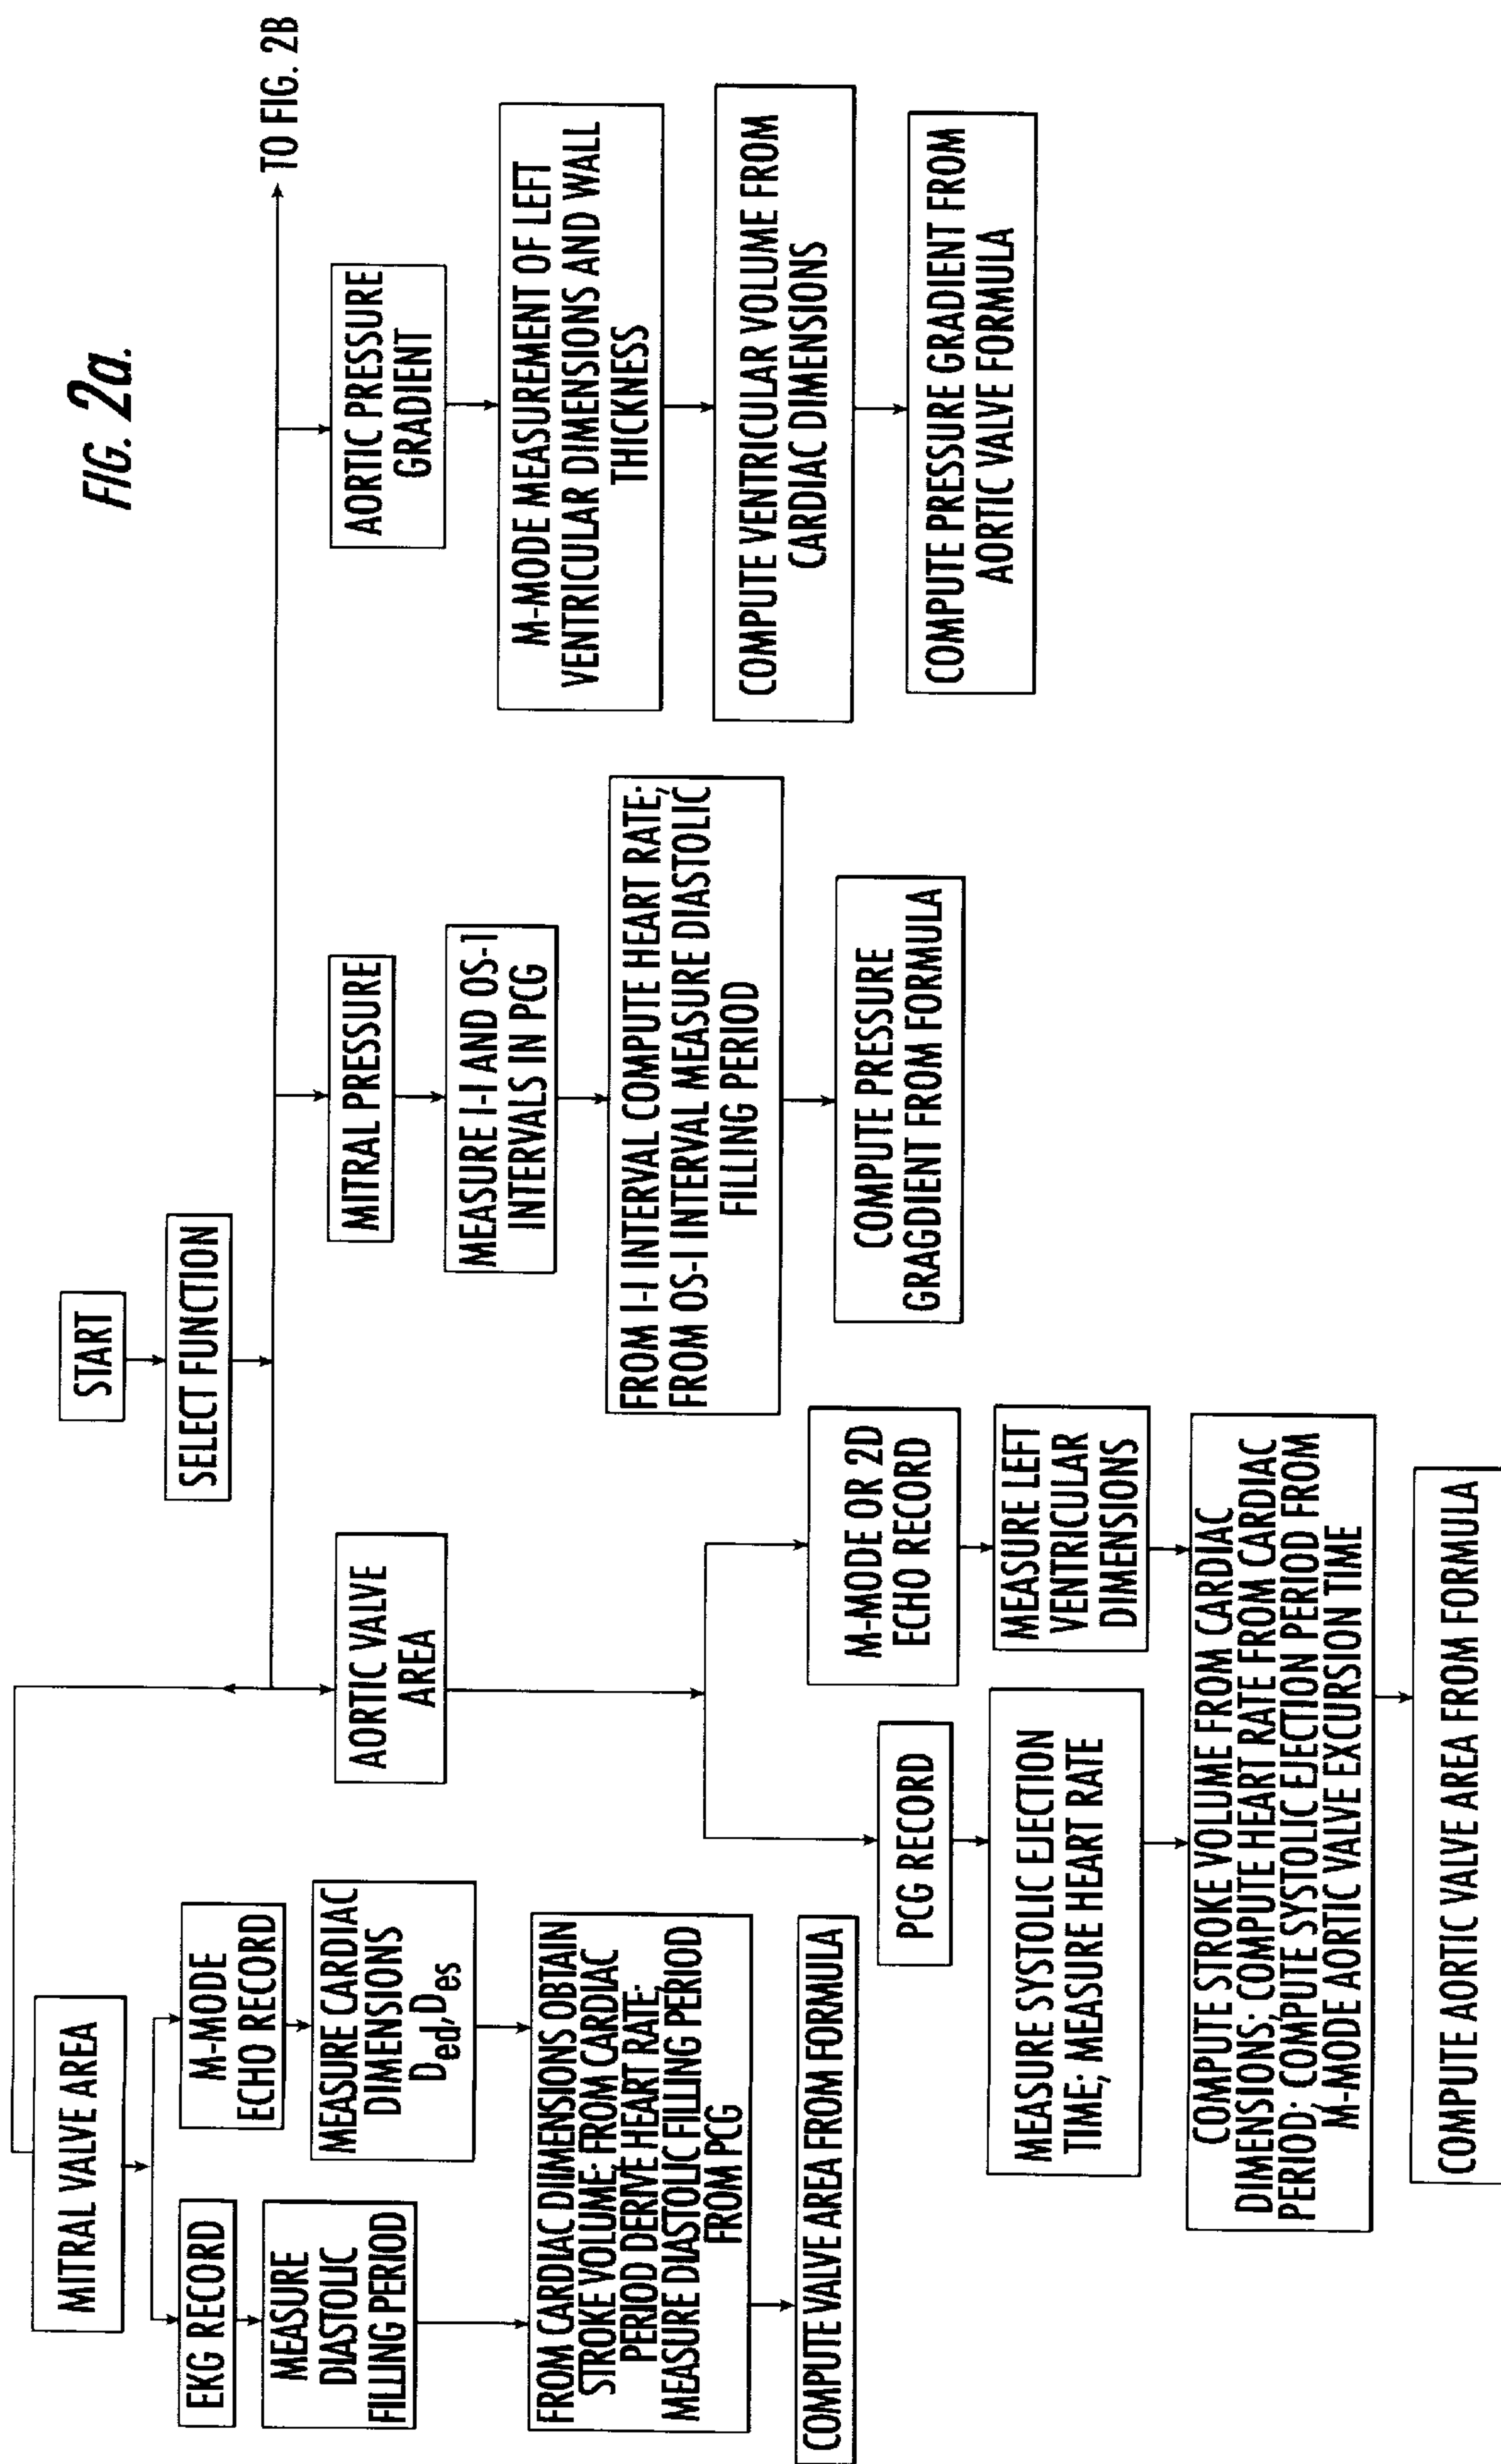 FIG. 2a.
START
SELECT FUNCTION
TO FIG. 2B
MITRAL VALVE AREA
EKG RECORD
MEASURE
DIASTOLIC
FILLING PERIOD
M-MODE
ECHO RECORD
MEASURE CARDIAC
DIMENSIONS
Ded, Des
FROM CARDIAC DIMENSIONS OBTAIN
STROKE VOLUME; FROM CARDIAC
PERIOD DERIVE HEART RATE;
MEASURE DIASTOLIC FILLING PERIOD
FROM PCG
COMPUTE VALVE AREA FROM FORMULA
AORTIC VALVE
AREA
PCG RECORD
MEASURE SYSTOLIC EJECTION
TIME; MEASURE HEART RATE
M-MODE OR 2D
ECHO RECORD
MEASURE LEFT
VENTRICULAR
DIMENSIONS
COMPUTE STROKE VOLUME FROM CARDIAC
DIMENSIONS; COMPUTE HEART RATE FROM CARDIAC
PERIOD; COMPUTE SYSTOLIC EJECTION PERIOD FROM
M-MODE AORTIC VALVE EXCURSION TIME
COMPUTE AORTIC VALVE AREA FROM FORMULA
MITRAL PRESSURE
MEASURE I-I AND OS-I
INTERVALS IN PCG
FROM I-I INTERVAL COMPUTE HEART RATE;
FROM OS-I INTERVAL MEASURE DIASTOLIC
FILLING PERIOD
COMPUTE PRESSURE
GRAGDIENT FROM FORMULA
AORTIC PRESSURE
GRADIENT
M-MODE MEASUREMENT OF LEFT
VENTRICULAR DIMENSIONS AND WALL
THICKNESS
COMPUTE VENTRICULAR VOLUME FROM
CARDIAC DIMENSIONS
COMPUTE PRESSURE GRADIENT FROM
AORTIC VALVE FORMULA